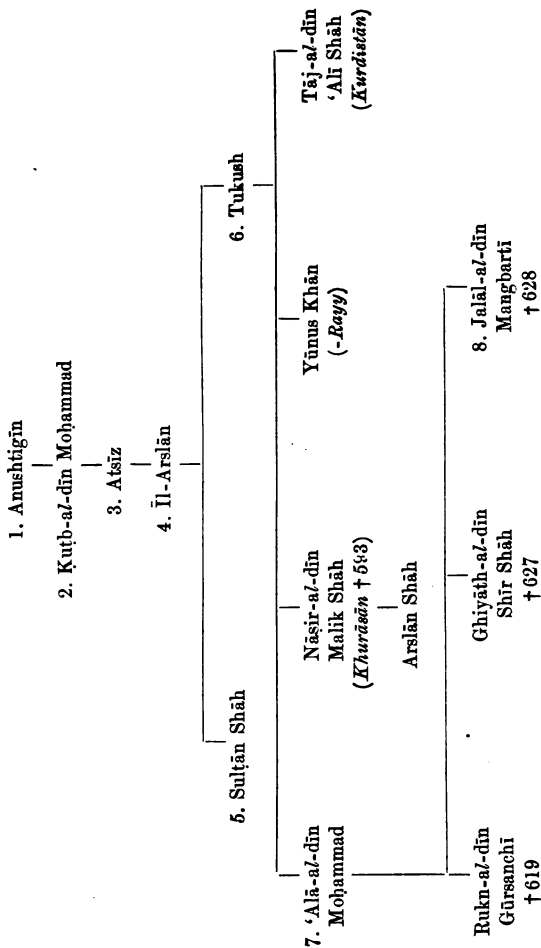 1. Anushtigīn
2. Ḳuṭb-al-dīn Moḥammad
3. Atsīz
4. Īl-Arslān
5. Sulṭān Shāh
6. Tukush
7. ‘Alā-al-dīn
Moḥammad
Nāṣir-al-dīn
Malik Shāh
(Khurāsān † 593)
Arslān Shāh
Yūnus Khān
(-Rayy)
Tāj-al-dīn
‘Alī Shāh
(Kurdistān)
Rukn-al-dīn
Gūrsanchī
† 619
Ghiyāth-al-dīn
Shīr Shāh
† 627
8. Jalāl-al-dīn
Mangbartī
† 628